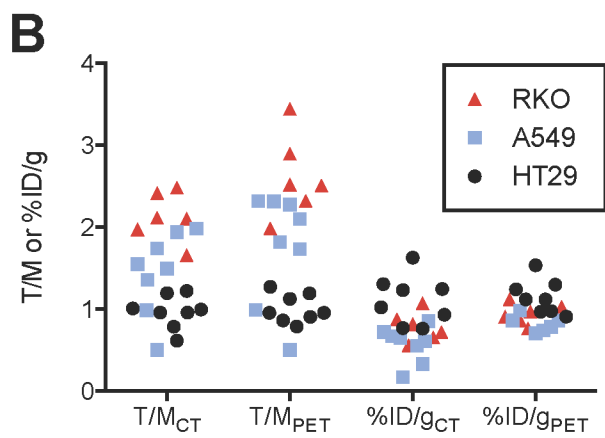 B
4
3
2
1
0
T/M or %ID/g
RKO
A549
HT29
T/MCT T/MPET %ID/gCT %ID/gPET